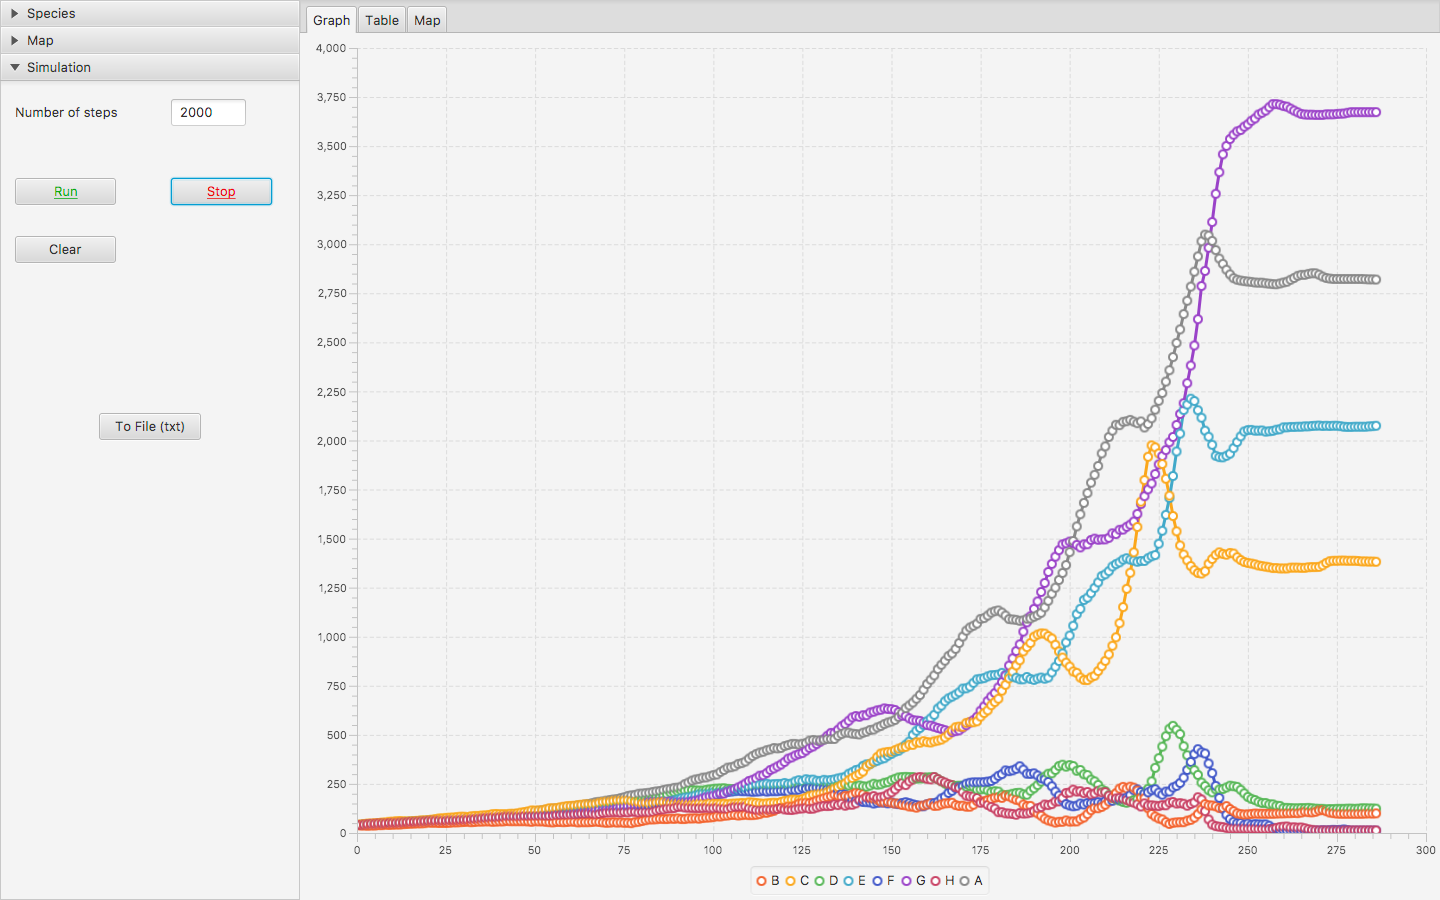 Species
Map
Simulation
Number of steps 2000
Run Stop
Clear
To File (txt)
Graph Table Map
4,000
3,750
3,500
3,250
3,000
2,750
2,500
2,250
2,000
1,750
1,500
1,250
1,000
750
500
250
0
0 25 50 75 100 125 150 175 200 225 250 275 300
B C D E F G H A